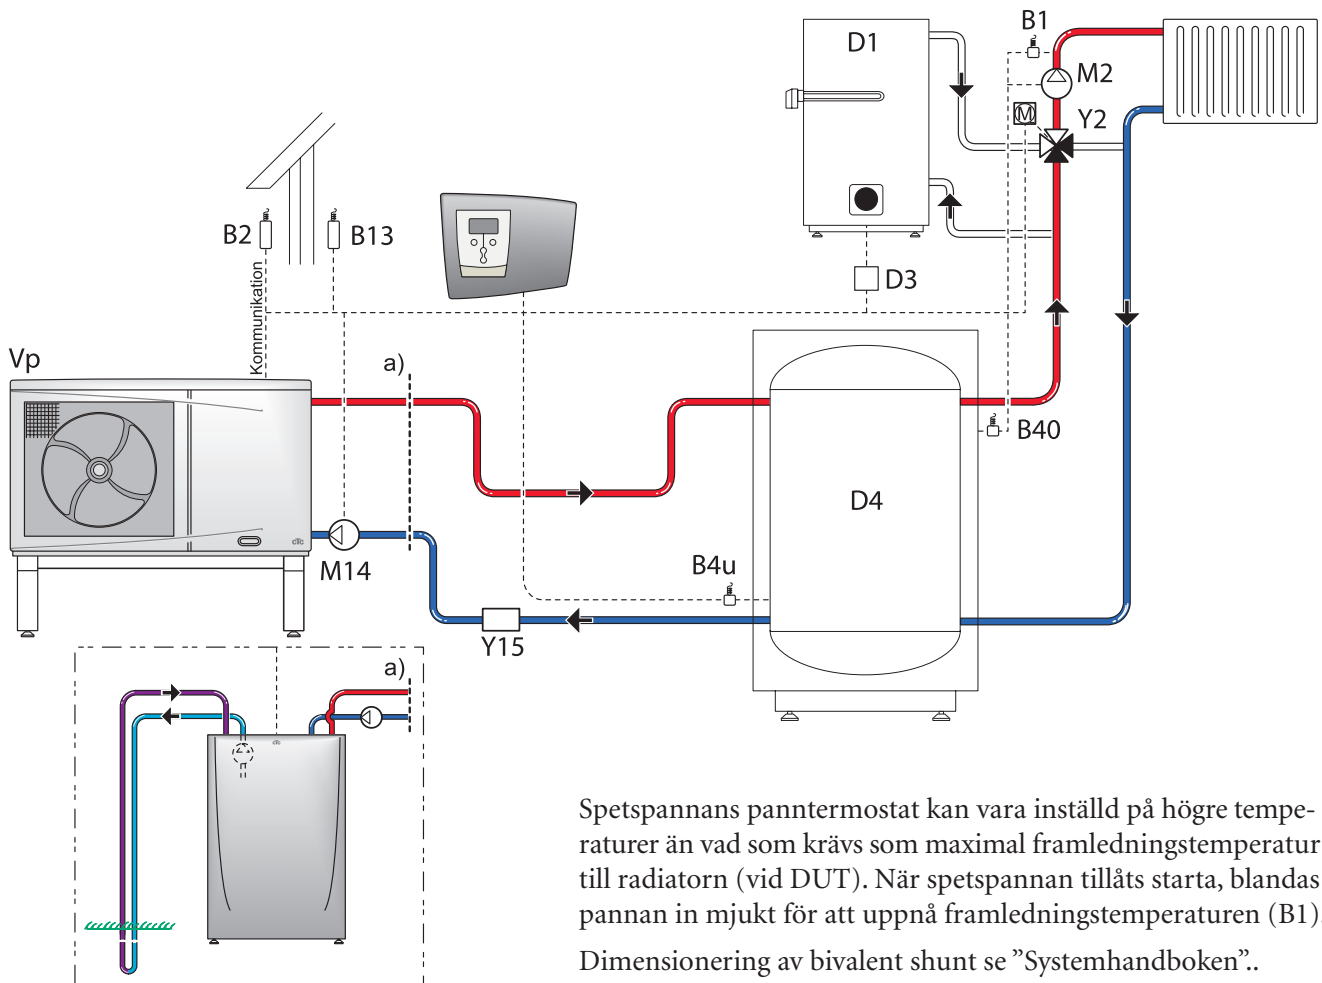 B1
D1
M2
M
Y2
B2
B13
D3
Kommunikation
Vp
a)
B40
D4
CTC
M14
B4u
Y15
a)
CTC
Spetspannans panntermostat kan vara inställd på högre tempe-
raturer än vad som krävs som maximal framledningstemperatur
till radiatorn (vid DUT). När spetspannan tillåts starta, blandas
pannan in mjukt för att uppnå framledningstemperaturen (B1).
Dimensionering av bivalent shunt se ”Systemhandboken”..